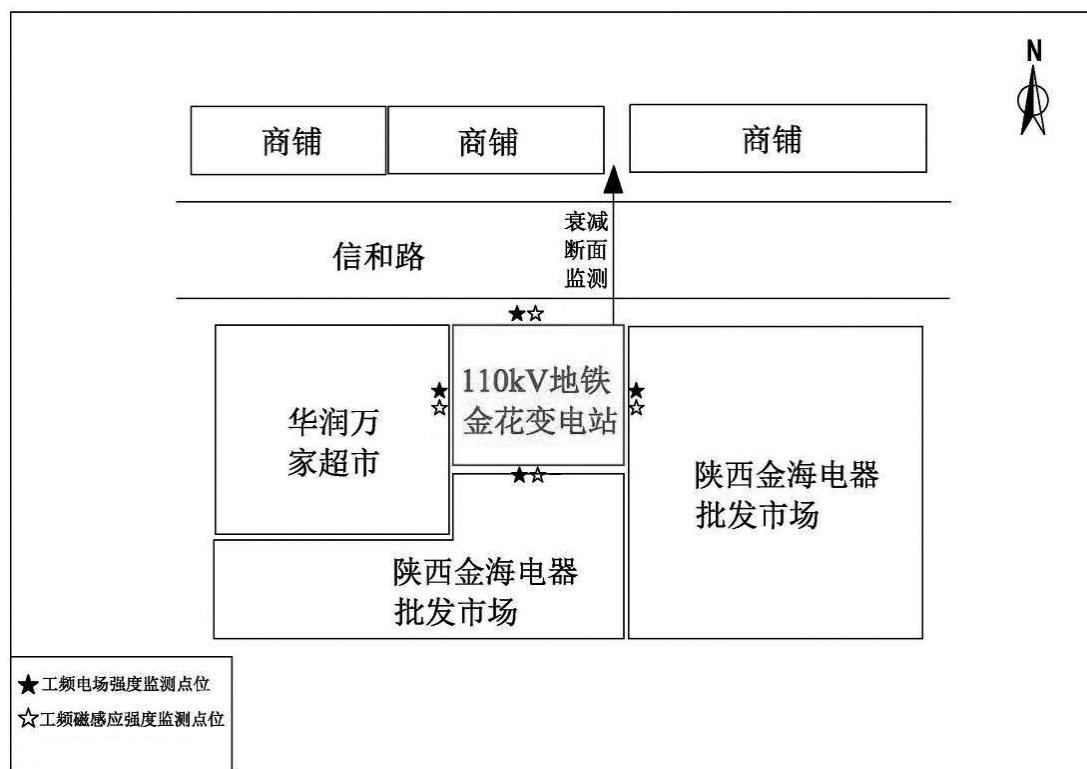 N
商铺
商铺
商铺
衰减
断面
监测
信和路
110kV地铁
金花变电站
华润万
家超市
陕西金海电器
批发市场
陕西金海电器
批发市场
★工频电场强度监测点位
☆工频磁感应强度监测点位